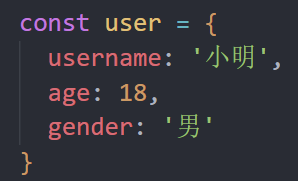 const user = {
  username: '小明',
  age: 18,
  gender: '男'
}